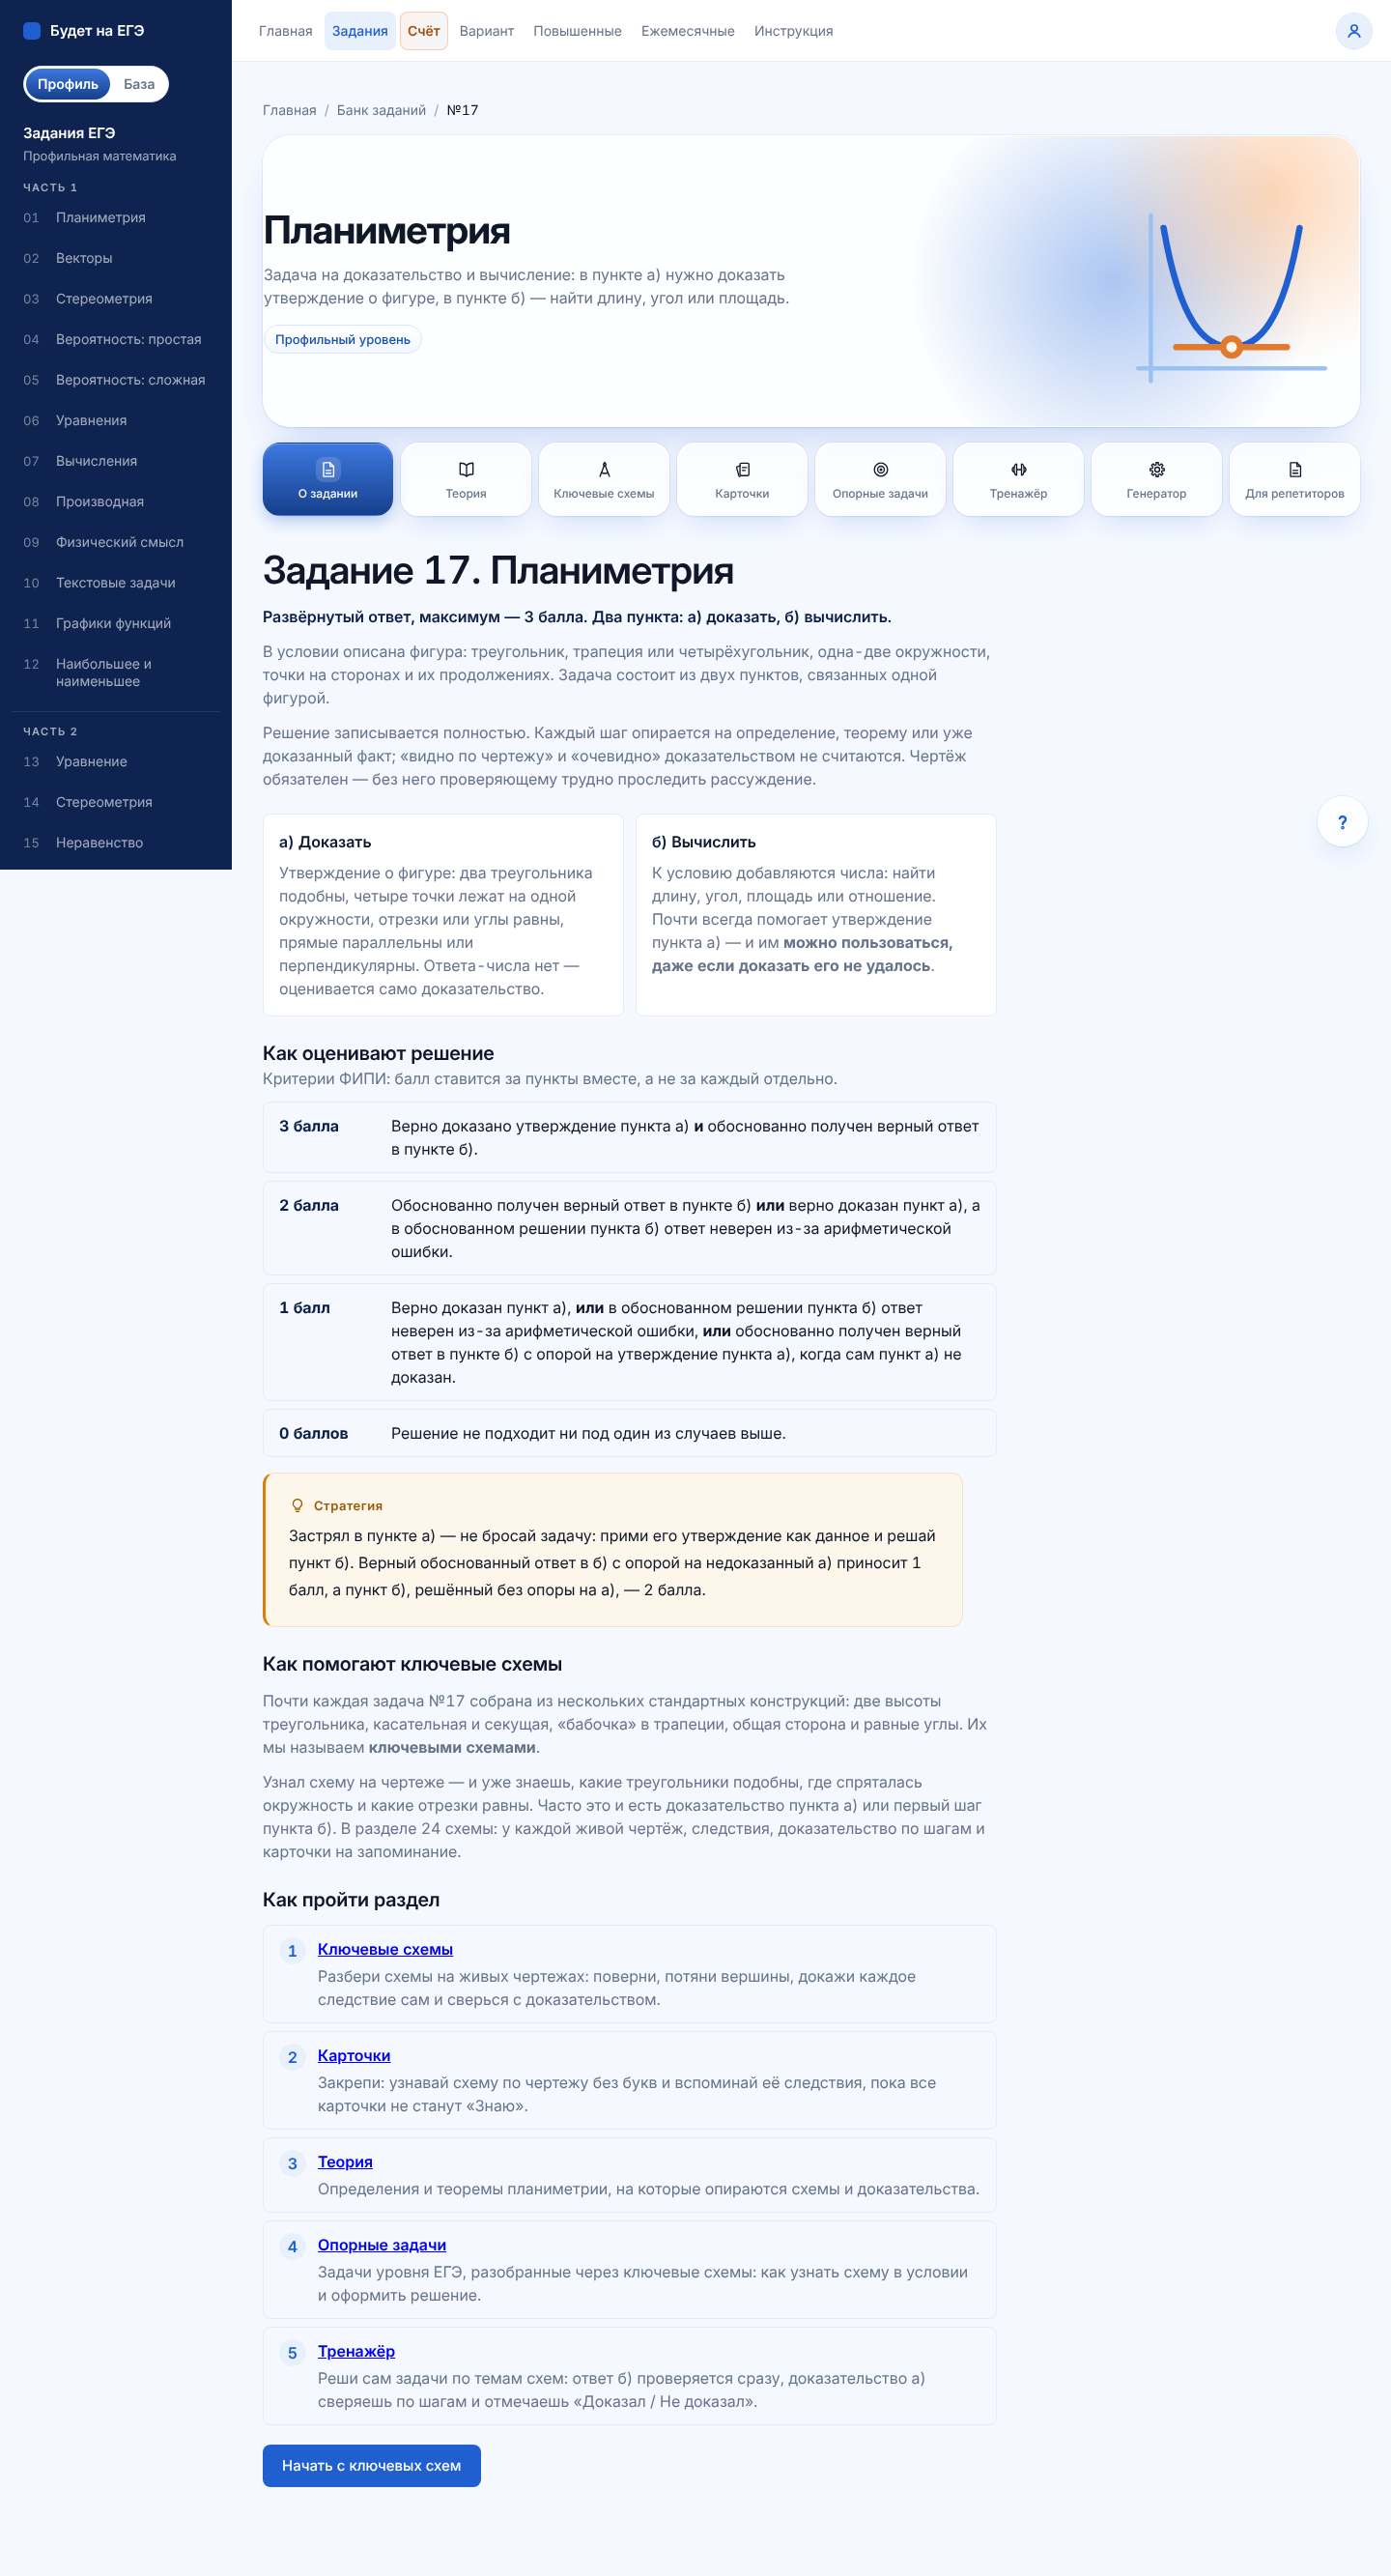 Будет на ЕГЭ
Профиль
База
Задания ЕГЭ
Профильная математика
ЧАСТЬ 1
01 Планиметрия
02 Векторы
03 Стереометрия
04 Вероятность: простая
05 Вероятность: сложная
06 Уравнения
07 Вычисления
08 Производная
09 Физический смысл
10 Текстовые задачи
11 Графики функций
12 Наибольшее и
наименьшее
ЧАСТЬ 2
13 Уравнение
14 Стереометрия
15 Неравенство
Главная Задания Счёт Вариант Повышенные Ежемесячные Инструкция
Главная / Банк заданий / №17
Планиметрия
Задача на доказательство и вычисление: в пункте а) нужно доказать
утверждение о фигуре, в пункте б) — найти длину, угол или площадь.
Профильный уровень
О задании
Теория
Ключевые схемы
Карточки
Опорные задачи
Тренажёр
Генератор
Для репетиторов
Задание 17. Планиметрия
Развёрнутый ответ, максимум — 3 балла. Два пункта: а) доказать, б) вычислить.
В условии описана фигура: треугольник, трапеция или четырёхугольник, одна-две окружности,
точки на сторонах и их продолжениях. Задача состоит из двух пунктов, связанных одной
фигурой.
Решение записывается полностью. Каждый шаг опирается на определение, теорему или уже
доказанный факт; «видно по чертежу» и «очевидно» доказательством не считаются. Чертёж
обязателен — без него проверяющему трудно проследить рассуждение.
а) Доказать
Утверждение о фигуре: два треугольника
подобны, четыре точки лежат на одной
окружности, отрезки или углы равны,
прямые параллельны или
перпендикулярны. Ответа-числа нет —
оценивается само доказательство.
б) Вычислить
К условию добавляются числа: найти
длину, угол, площадь или отношение.
Почти всегда помогает утверждение
пункта а) — и им можно пользоваться,
даже если доказать его не удалось.
?
Как оценивают решение
Критерии ФИПИ: балл ставится за пункты вместе, а не за каждый отдельно.
3 балла Верно доказано утверждение пункта а) и обоснованно получен верный ответ
в пункте б).
2 балла Обоснованно получен верный ответ в пункте б) или верно доказан пункт а), а
в обоснованном решении пункта б) ответ неверен из-за арифметической
ошибки.
1 балл Верно доказан пункт а), или в обоснованном решении пункта б) ответ
неверен из-за арифметической ошибки, или обоснованно получен верный
ответ в пункте б) с опорой на утверждение пункта а), когда сам пункт а) не
доказан.
0 баллов Решение не подходит ни под один из случаев выше.
Стратегия
Застрял в пункте а) — не бросай задачу: прими его утверждение как данное и решай
пункт б). Верный обоснованный ответ в б) с опорой на недоказанный а) приносит 1
балл, а пункт б), решённый без опоры на а), — 2 балла.
Как помогают ключевые схемы
Почти каждая задача №17 собрана из нескольких стандартных конструкций: две высоты
треугольника, касательная и секущая, «бабочка» в трапеции, общая сторона и равные углы. Их
мы называем ключевыми схемами.
Узнал схему на чертеже — и уже знаешь, какие треугольники подобны, где спряталась
окружность и какие отрезки равны. Часто это и есть доказательство пункта а) или первый шаг
пункта б). В разделе 24 схемы: у каждой живой чертёж, следствия, доказательство по шагам и
карточки на запоминание.
Как пройти раздел
1 Ключевые схемы
Разбери схемы на живых чертежах: поверни, потяни вершины, докажи каждое
следствие сам и сверься с доказательством.
2 Карточки
Закрепи: узнавай схему по чертежу без букв и вспоминай её следствия, пока все
карточки не станут «Знаю».
3 Теория
Определения и теоремы планиметрии, на которые опираются схемы и доказательства.
4 Опорные задачи
Задачи уровня ЕГЭ, разобранные через ключевые схемы: как узнать схему в условии
и оформить решение.
5 Тренажёр
Реши сам задачи по темам схем: ответ б) проверяется сразу, доказательство а)
сверяешь по шагам и отмечаешь «Доказал / Не доказал».
Начать с ключевых схем